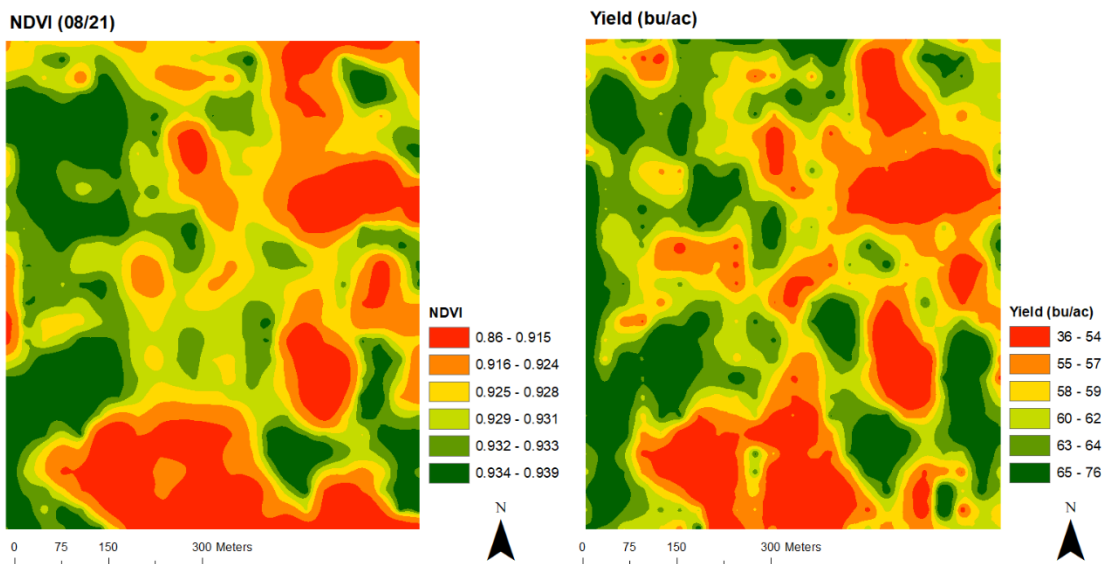 NDVI (08/21)
NDVI
0.86 - 0.915
0.916 - 0.924
0.925 - 0.928
0.929 - 0.931
0.932 - 0.933
0.934 - 0.939
N
0 75 150 300 Meters
Yield (bu/ac)
Yield (bu/ac)
36 - 54
55 - 57
58 - 59
60 - 62
63 - 64
65 - 76
N
0 75 150 300 Meters